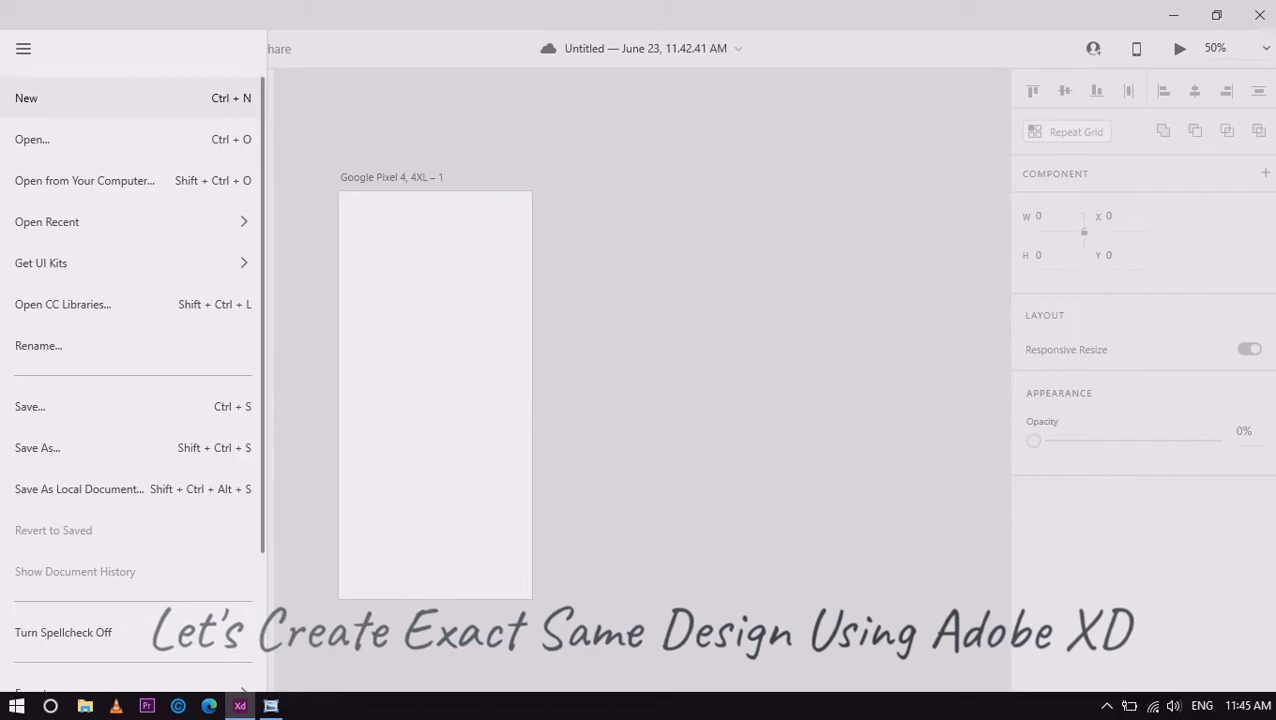 hare
Untitled — June 23, 11.42.41 AM
50%
New Ctrl + N
Open... Ctrl + O
Open from Your Computer... Shift + Ctrl + O
Open Recent
Get UI Kits
Open CC Libraries... Shift + Ctrl + L
Rename...
Save... Ctrl + S
Save As... Shift + Ctrl + S
Save As Local Document... Shift + Ctrl + Alt + S
Revert to Saved
Show Document History
Turn Spellcheck Off
Google Pixel 4, 4XL – 1
Repeat Grid
COMPONENT
W 0 X 0
H 0 Y 0
LAYOUT
Responsive Resize
APPEARANCE
Opacity
0%
Let's Create Exact Same Design Using Adobe XD
Pr
Xd
ENG
11:45 AM